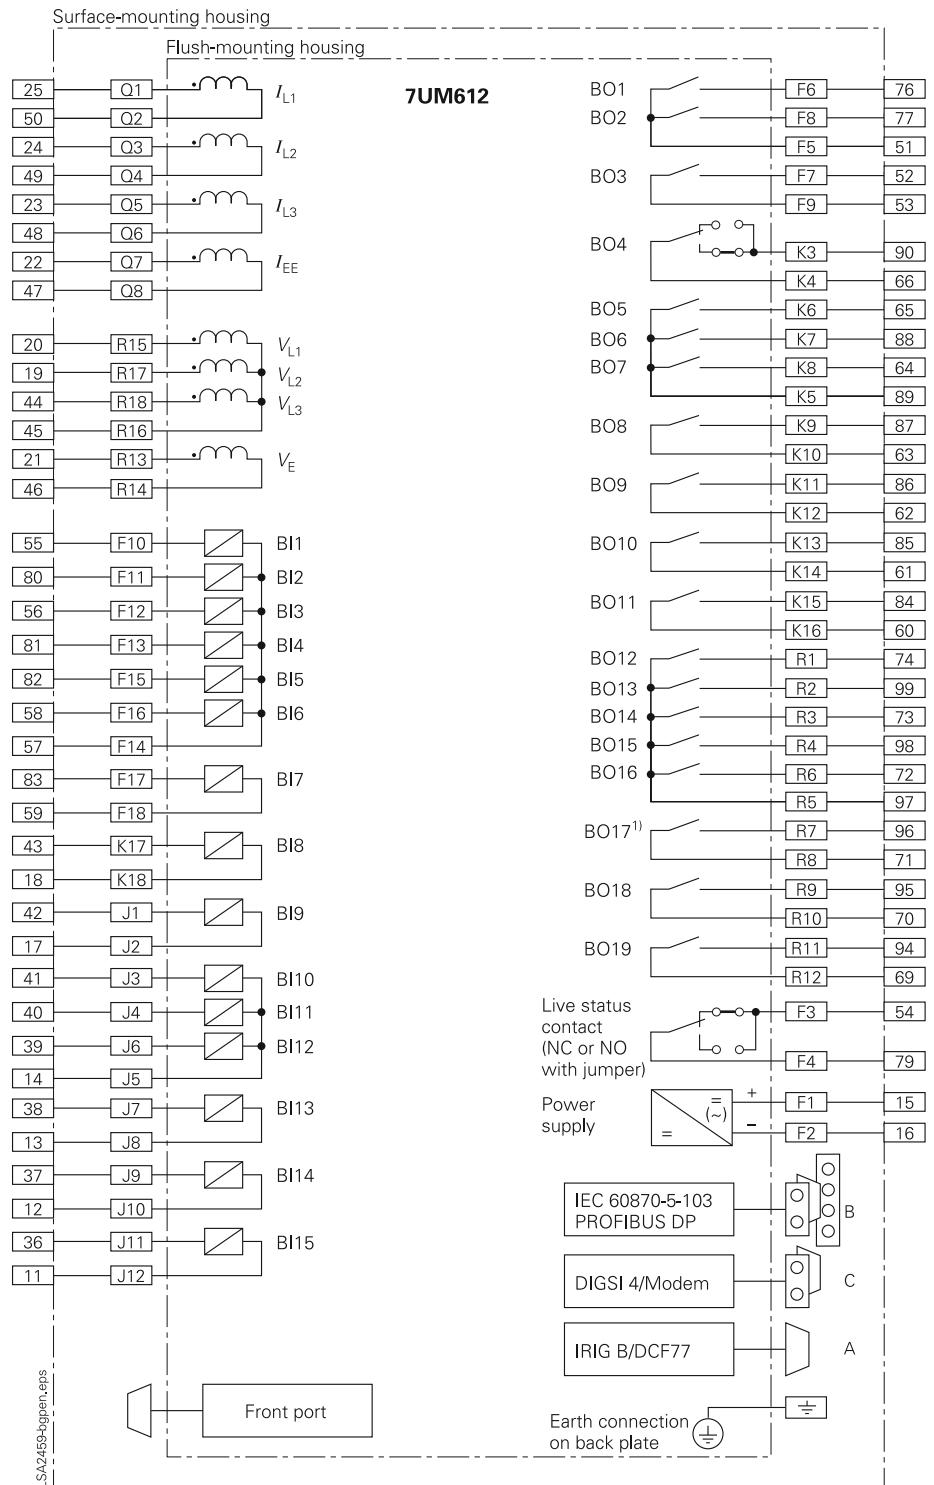 Surface-mounting housing
Flush-mounting housing
7UM612
25 Q1 IL1
50 Q2
24 Q3 IL2
49 Q4
23 Q5 IL3
48 Q6
22 Q7 IEE
47 Q8
20 R15 VL1
19 R17 VL2
44 R18 VL3
45 R16
21 R13 VE
46 R14
55 F10 BI1
80 F11 BI2
56 F12 BI3
81 F13 BI4
82 F15 BI5
58 F16 BI6
57 F14
83 F17 BI7
59 F18
43 K17 BI8
18 K18
42 J1 BI9
17 J2
41 J3 BI10
40 J4 BI11
39 J6 BI12
14 J5
38 J7 BI13
13 J8
37 J9 BI14
12 J10
36 J11 BI15
11 J12
Front port
LSA2459-bgpen.eps
BO1 F6 76
BO2 F8 77
F5 51
BO3 F7 52
F9 53
BO4 K3 90
K4 66
BO5 K6 65
BO6 K7 88
BO7 K8 64
K5 89
BO8 K9 87
K10 63
BO9 K11 86
K12 62
BO10 K13 85
K14 61
BO11 K15 84
K16 60
BO12 R1 74
BO13 R2 99
BO14 R3 73
BO15 R4 98
BO16 R6 72
R5 97
BO17 1) R7 96
R8 71
BO18 R9 95
R10 70
BO19 R11 94
R12 69
Live status
contact
(NC or NO
with jumper)
F3 54
F4 79
Power
supply
= (~) =
+ F1 15
− F2 16
IEC 60870-5-103
PROFIBUS DP
B
DIGSI 4/Modem
C
IRIG B/DCF77
A
Earth connection
on back plate